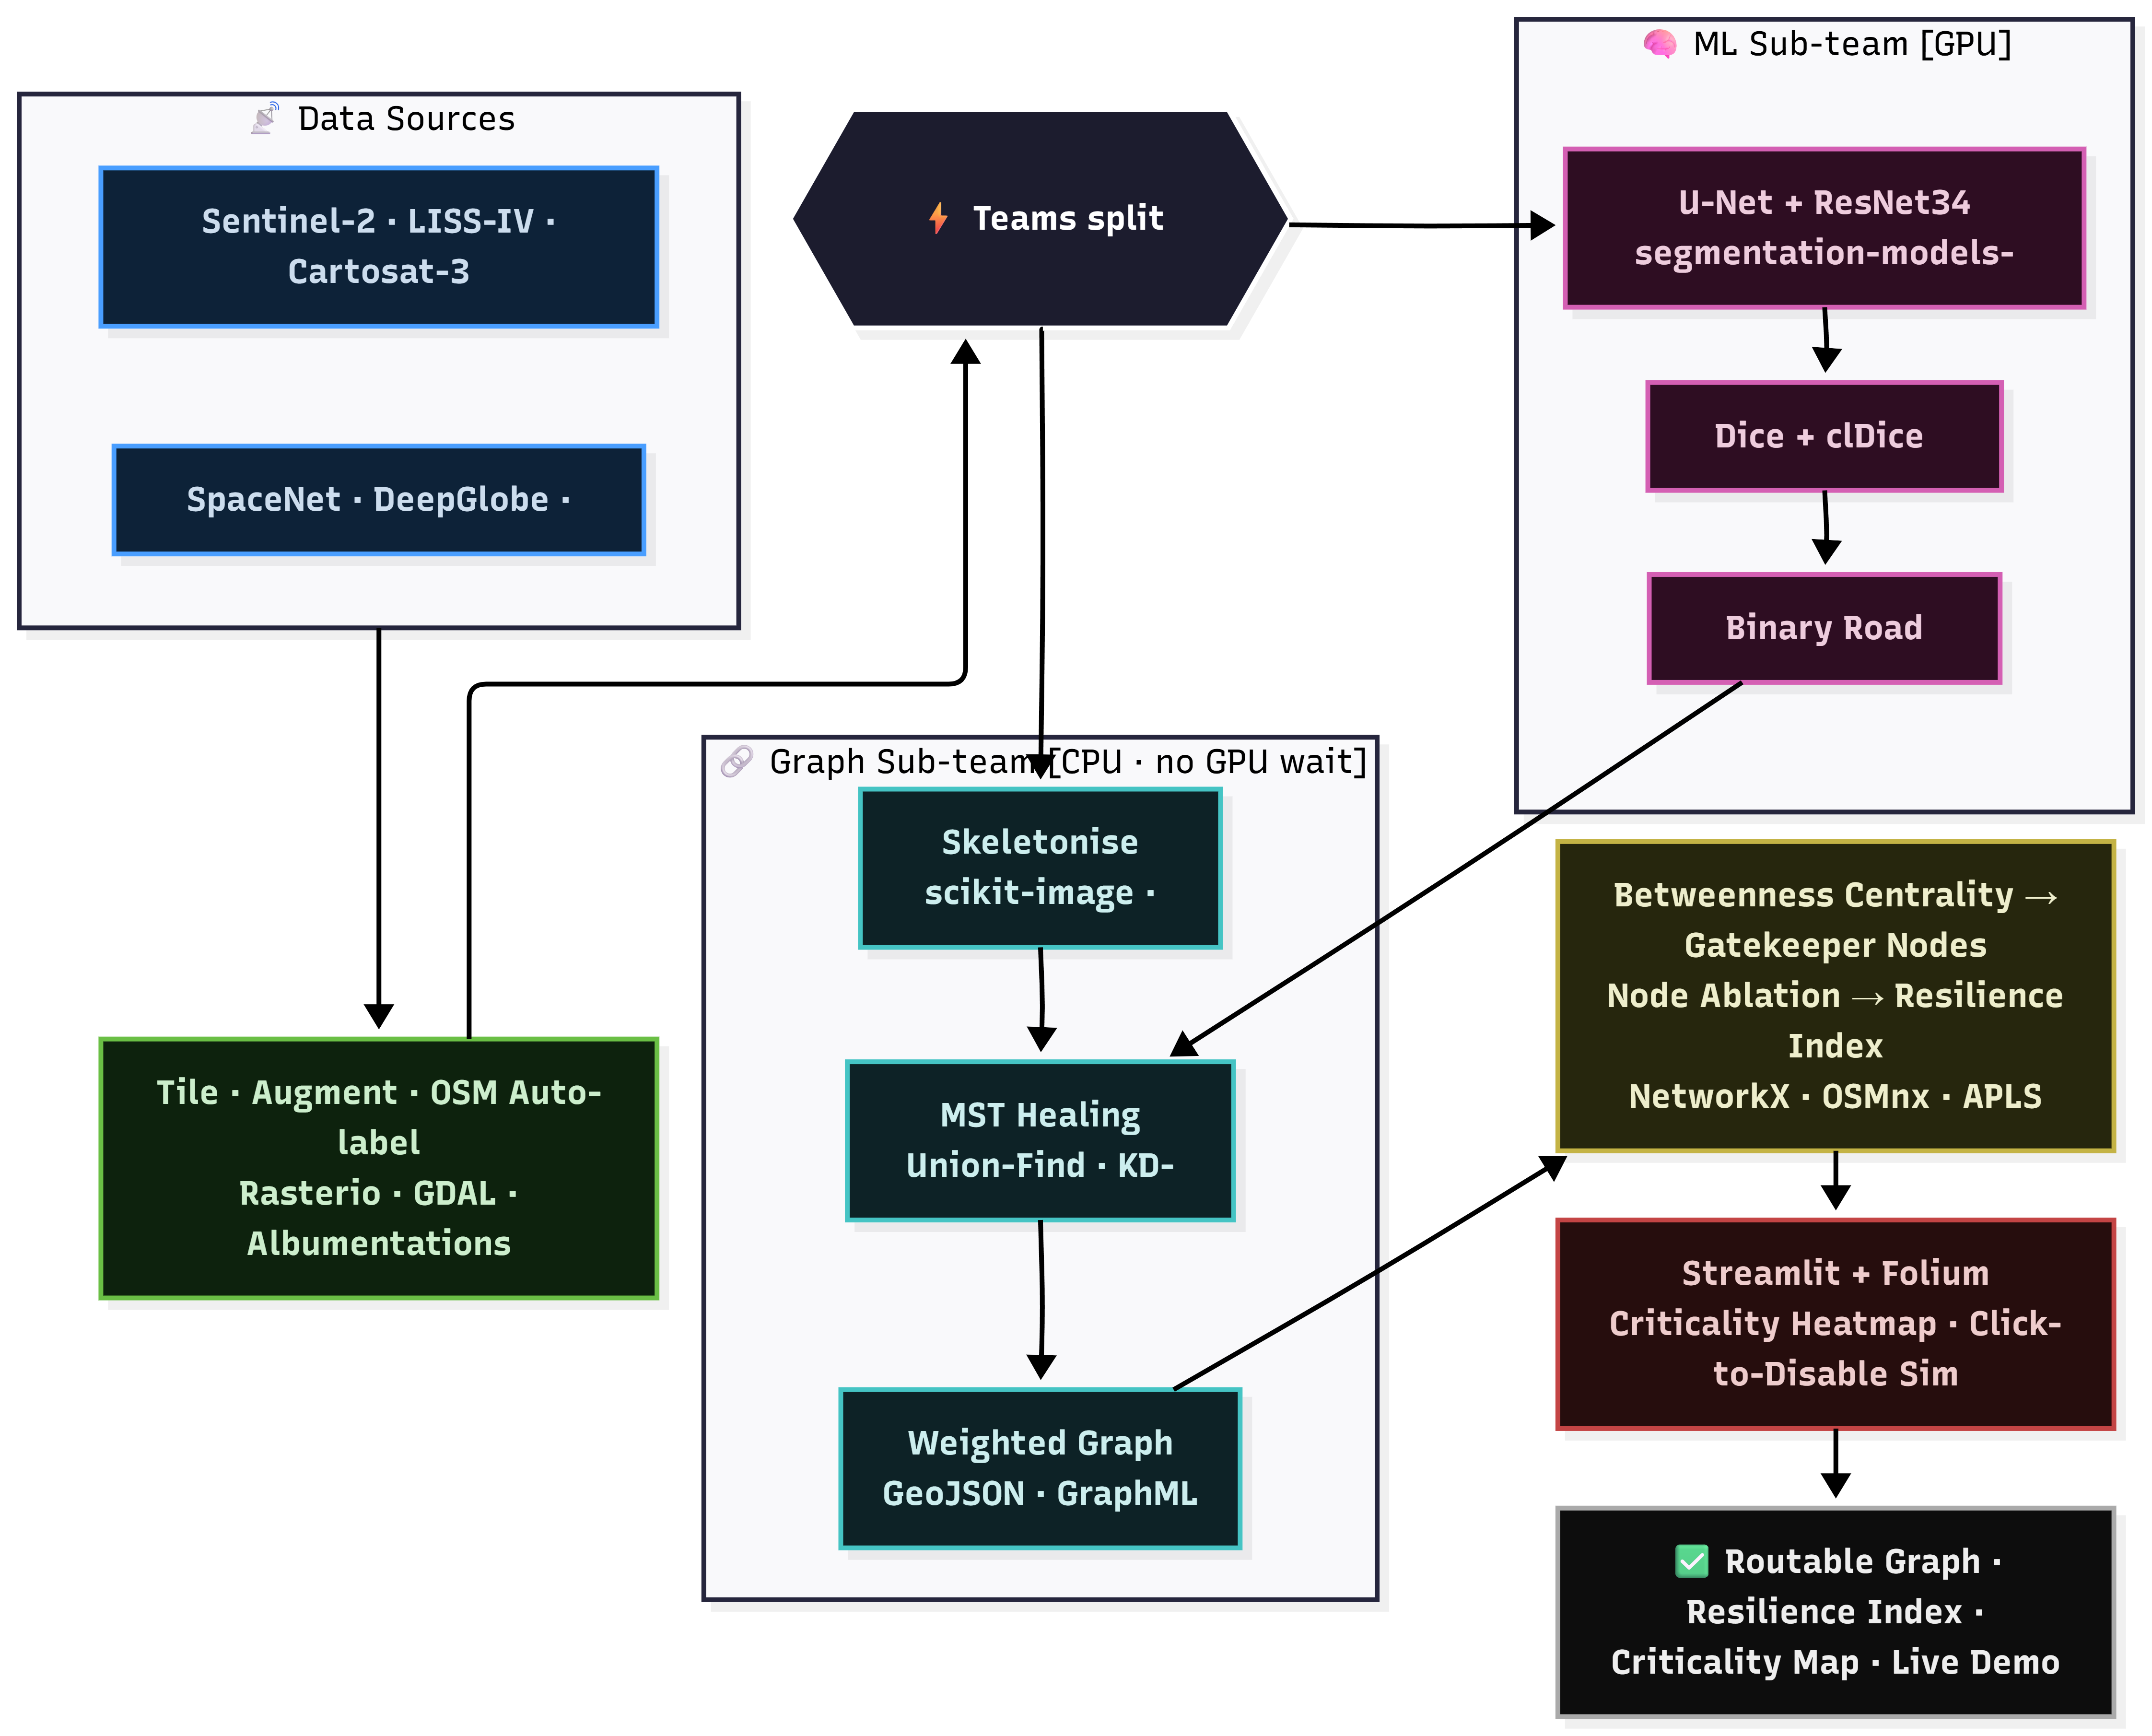 📡 Data Sources
Sentinel-2 · LISS-IV ·
Cartosat-3
SpaceNet · DeepGlobe ·
Tile · Augment · OSM Auto-
label
Rasterio · GDAL ·
Albumentations
⚡ Teams split
🔗 Graph Sub-team [CPU · no GPU wait]
Skeletonise
scikit-image ·
MST Healing
Union-Find · KD-
Weighted Graph
GeoJSON · GraphML
🧠 ML Sub-team [GPU]
U-Net + ResNet34
segmentation-models-
Dice + clDice
Binary Road
Betweenness Centrality →
Gatekeeper Nodes
Node Ablation → Resilience
Index
NetworkX · OSMnx · APLS
Streamlit + Folium
Criticality Heatmap · Click-
to-Disable Sim
✅ Routable Graph ·
Resilience Index ·
Criticality Map · Live Demo